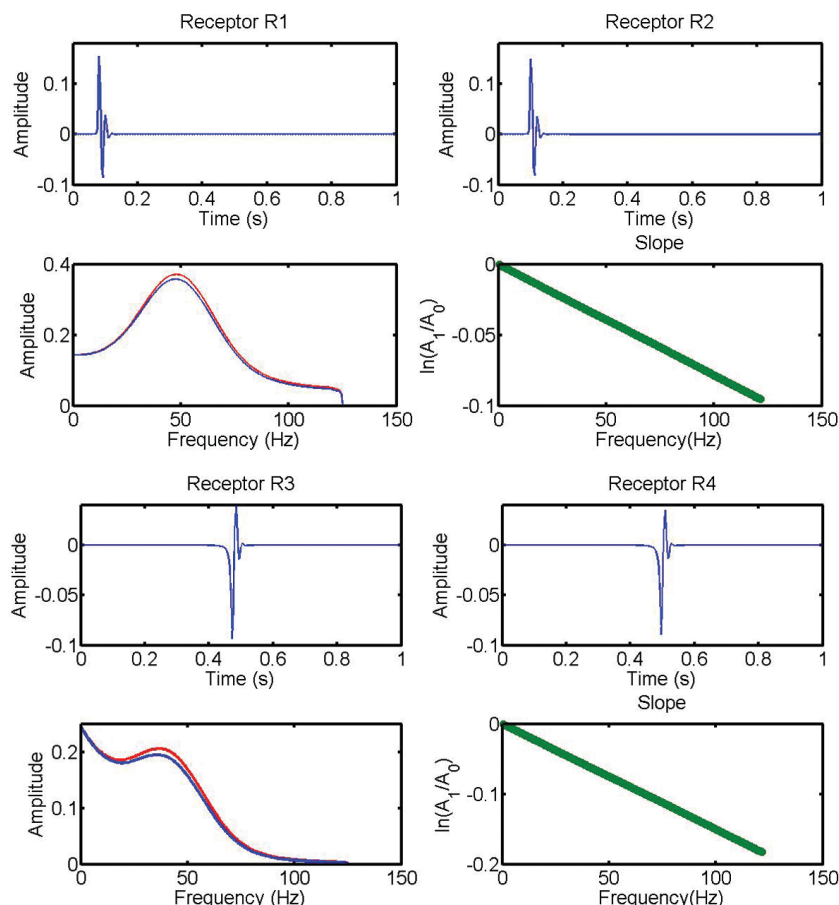 Receptor R1
Receptor R2
Amplitude
0.1
0
-0.1
0 0.2 0.4 0.6 0.8 1
Time (s)
Amplitude
0.1
0
-0.1
0 0.2 0.4 0.6 0.8 1
Time (s)
Amplitude
0.4
0.2
0
0 50 100 150
Frequency (Hz)
Slope
ln(A1/A0)
0
-0.05
-0.1
0 50 100 150
Frequency(Hz)
Receptor R3
Receptor R4
Amplitude
0
-0.05
-0.1
0 0.2 0.4 0.6 0.8 1
Time (s)
Amplitude
0
-0.05
-0.1
0 0.2 0.4 0.6 0.8 1
Time (s)
Amplitude
0.2
0.1
0
0 50 100 150
Frequency (Hz)
Slope
ln(A1/A0)
0
-0.1
-0.2
0 50 100 150
Frequency(Hz)